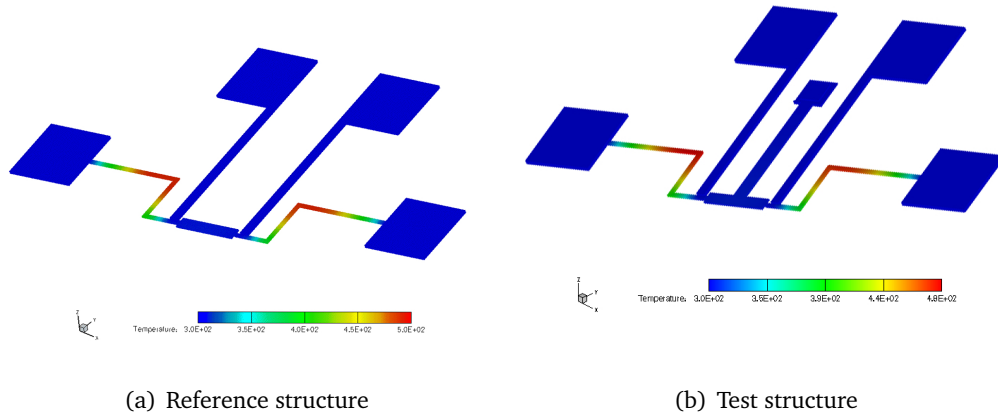 Z
Y
X
Temperature:
3.0E+02 3.5E+02 4.0E+02 4.5E+02 5.0E+02
Z
Y
X
Temperature:
3.0E+02 3.5E+02 3.9E+02 4.4E+02 4.8E+02
(a) Reference structure
(b) Test structure